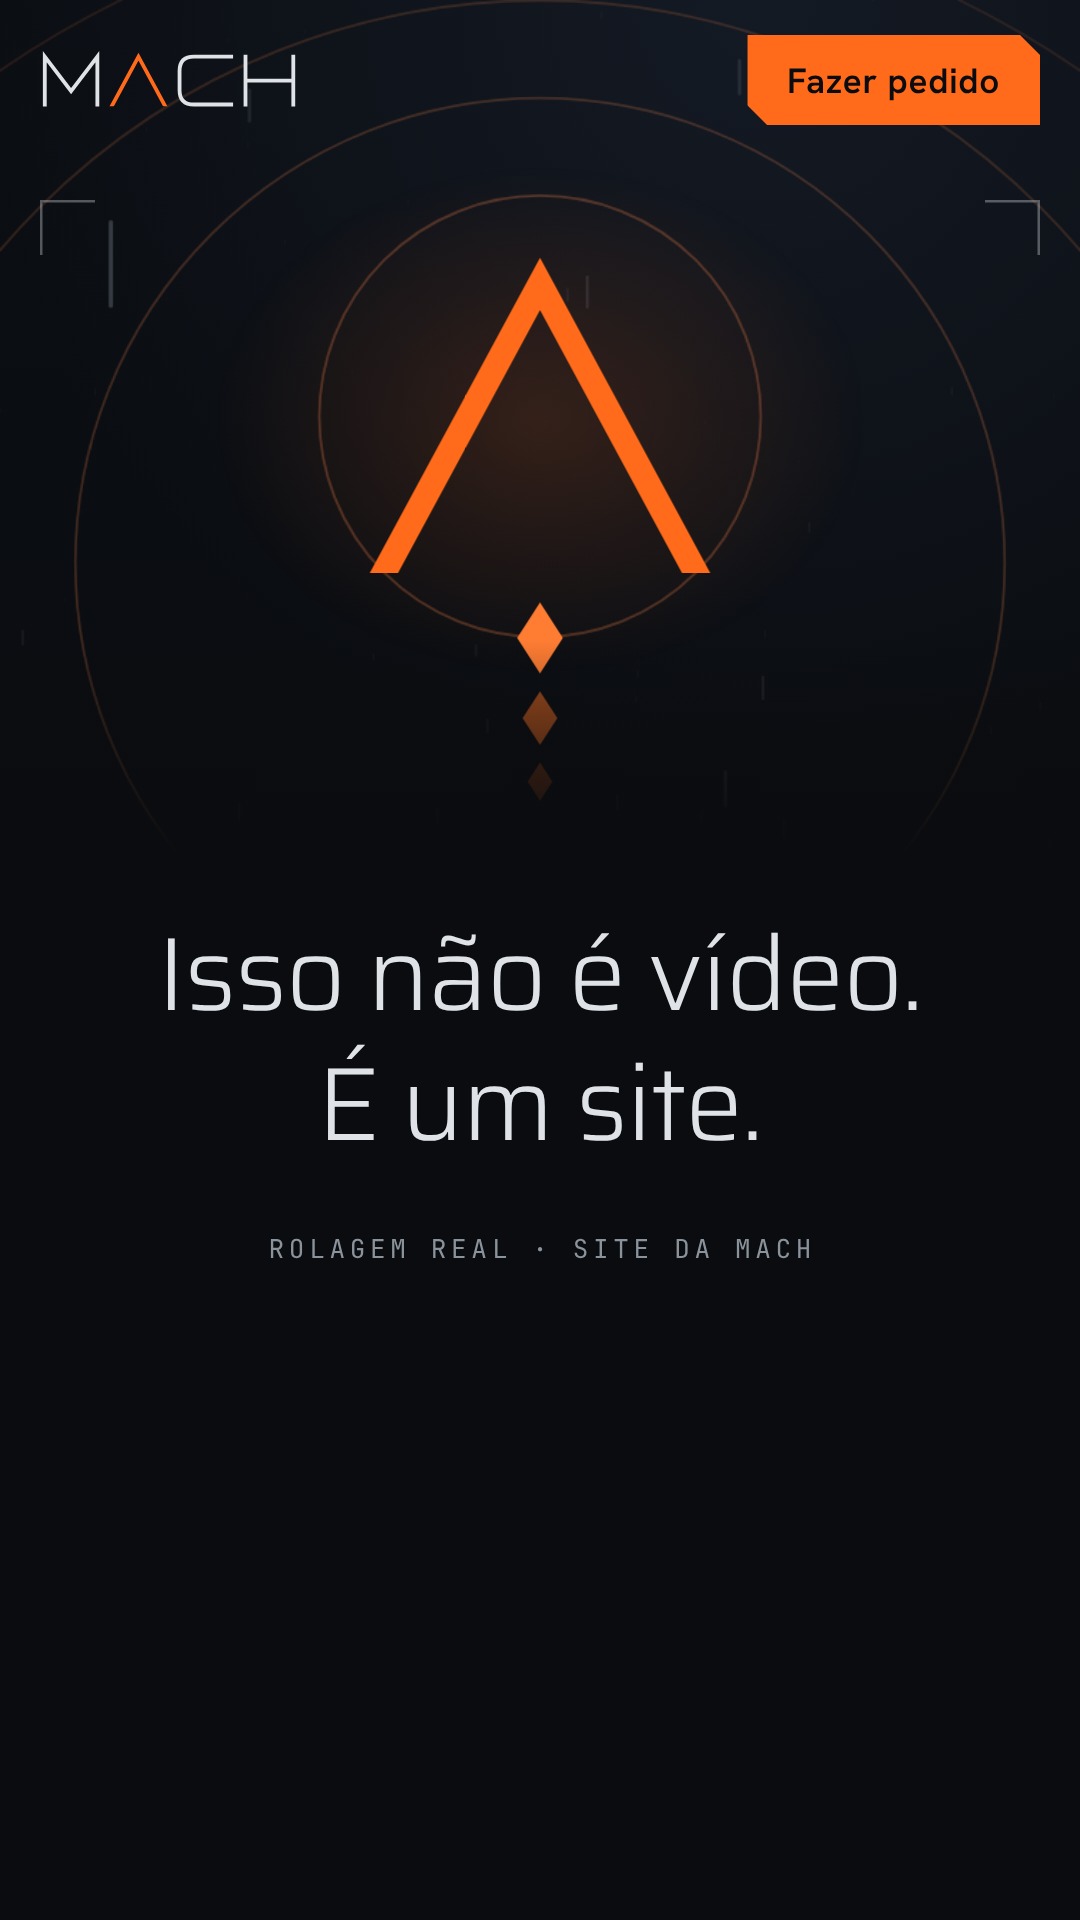 MACH
Fazer pedido
Isso não é vídeo.
É um site.
ROLAGEM REAL · SITE DA MACH